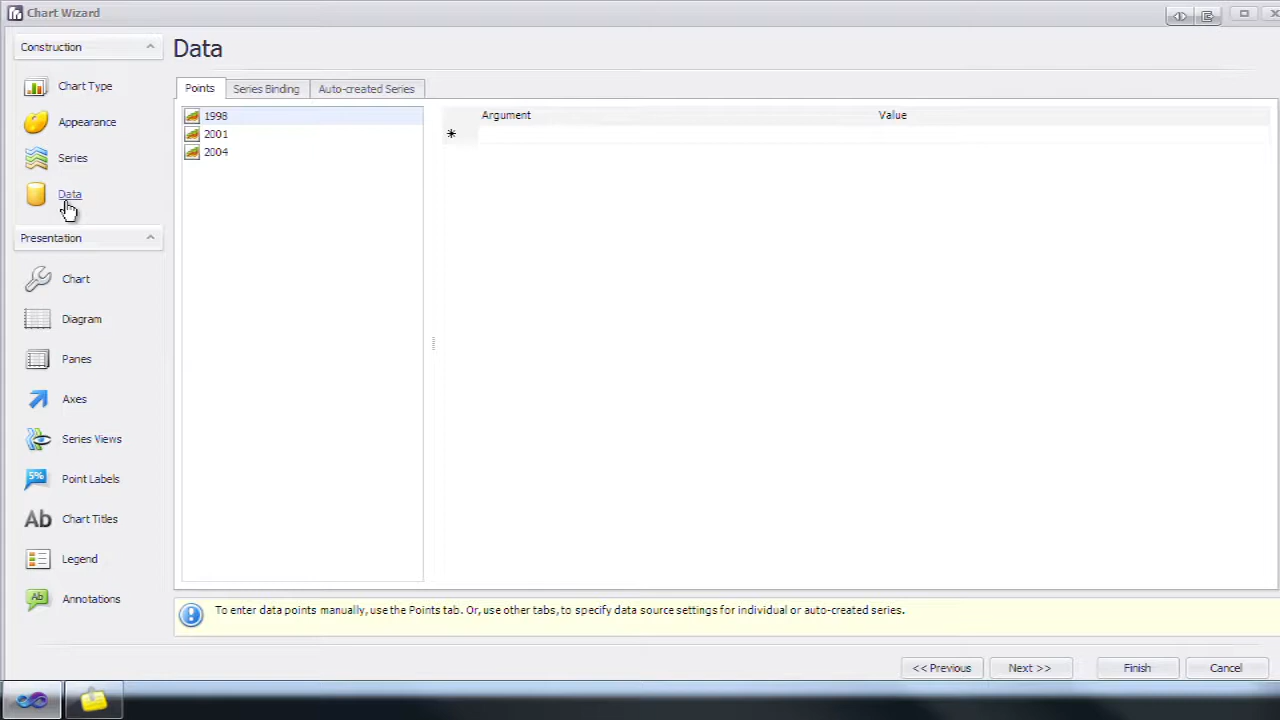 Chart Wizard
Construction
Chart Type
Appearance
Series
Data
Presentation
Chart
Diagram
Panes
Axes
Series Views
5%
Point Labels
Ab
Chart Titles
Legend
Ab
Annotations
Data
Points
Series Binding
Auto-created Series
1998
2001
2004
Argument
Value
To enter data points manually, use the Points tab. Or, use other tabs, to specify data source settings for individual or auto-created series.
<< Previous
Next >>
Finish
Cancel